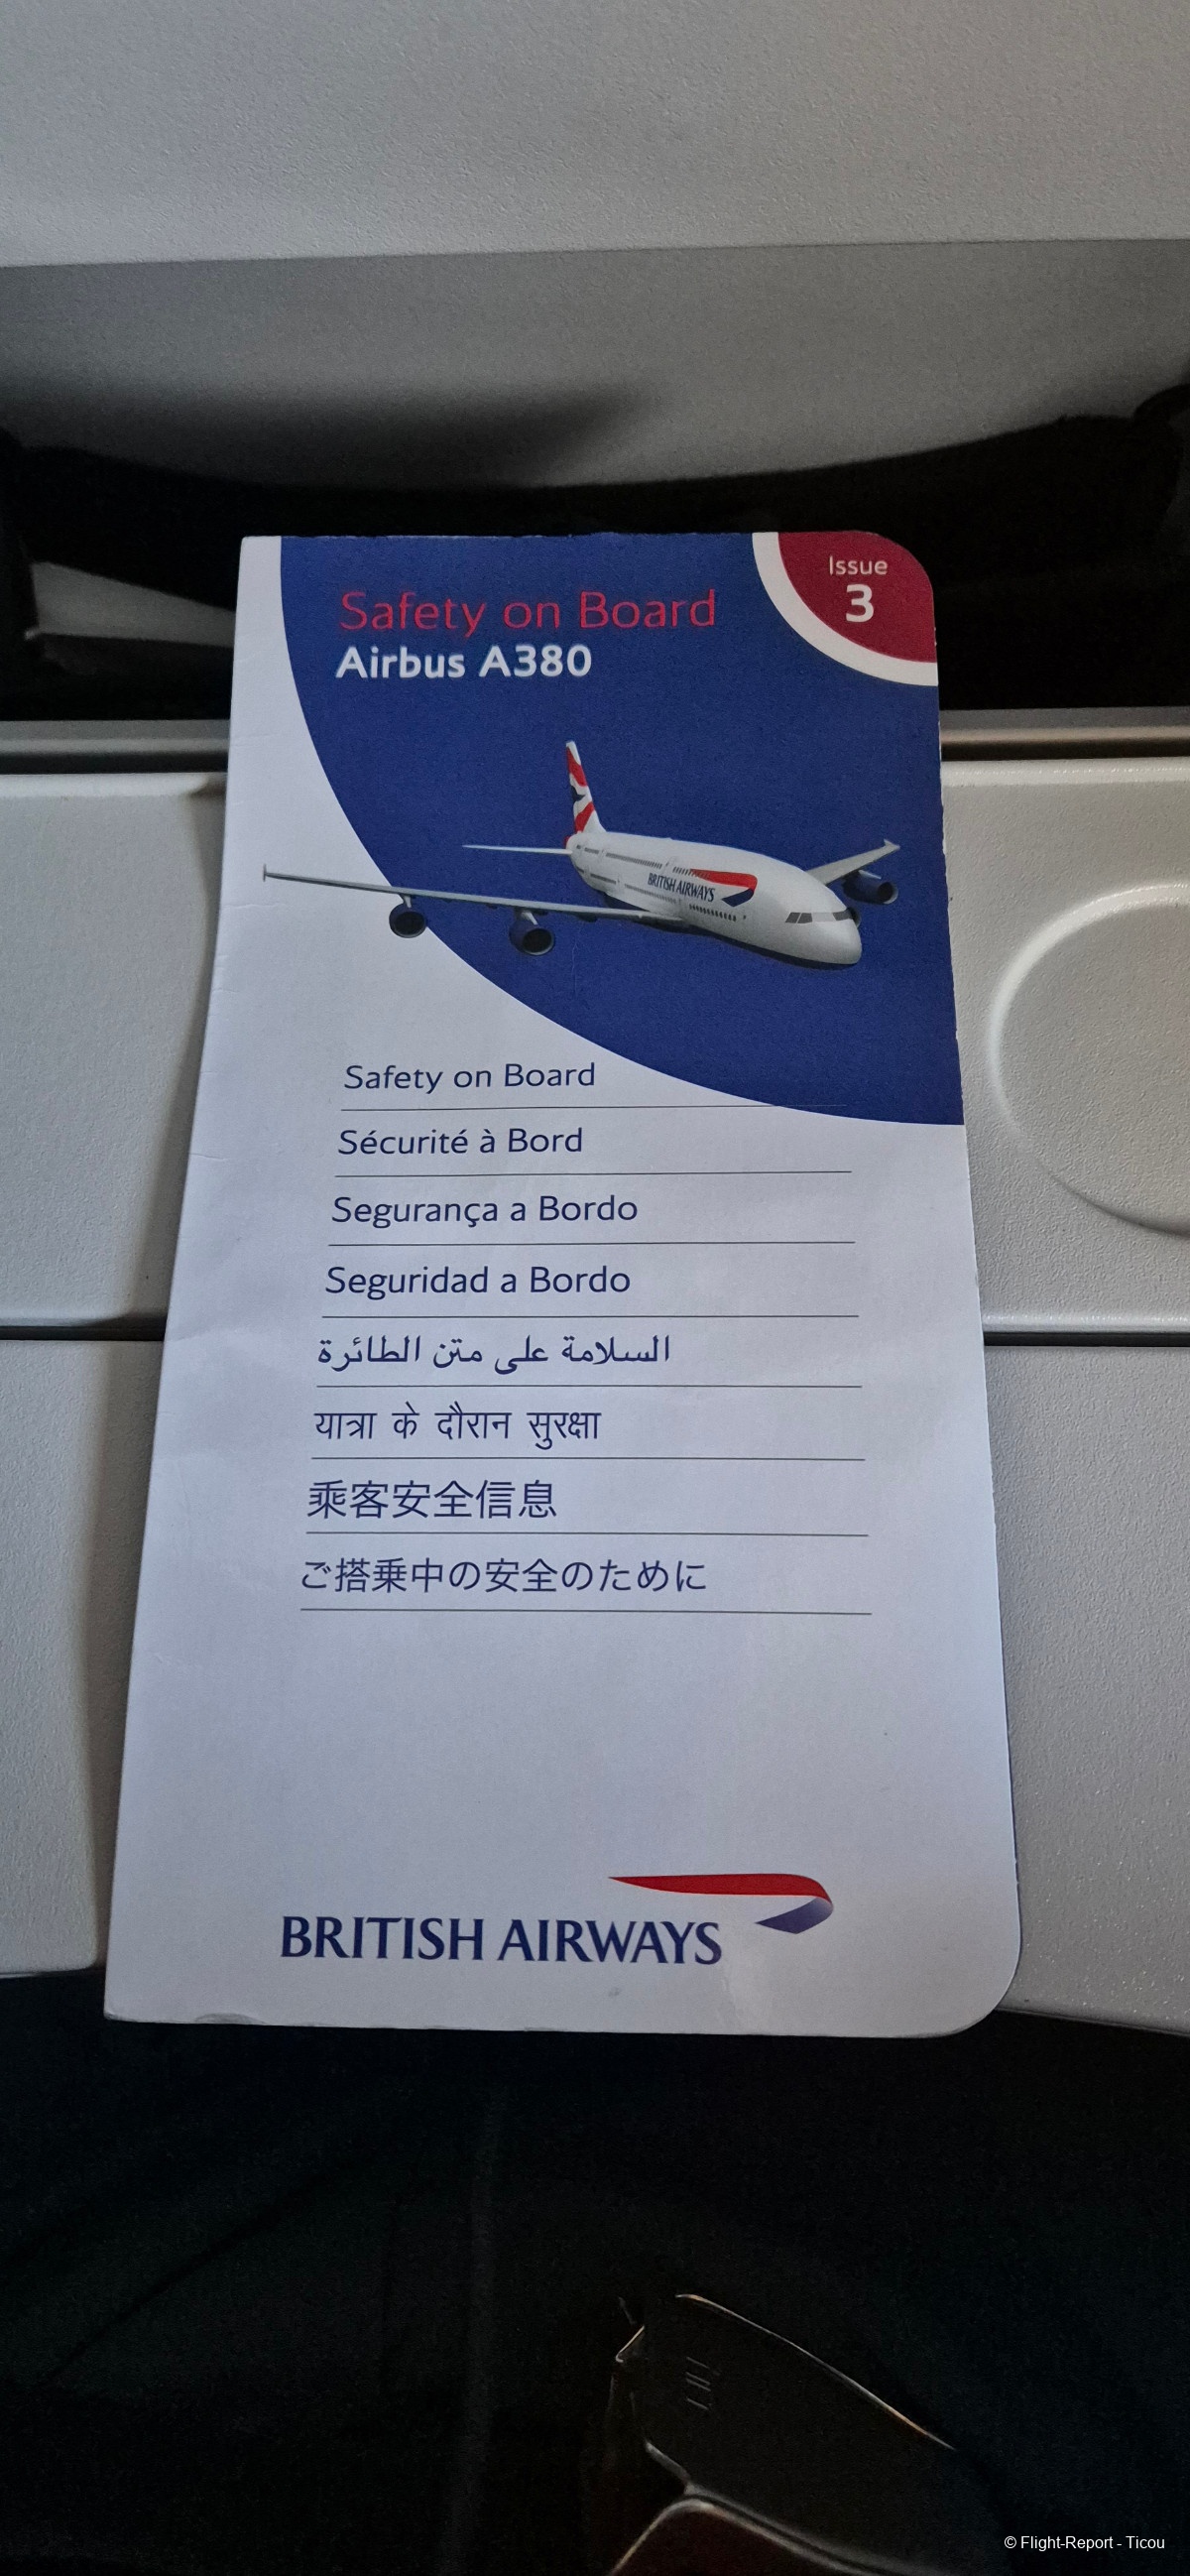 Issue
3
Safety on Board
Airbus A380
BRITISH AIRWAYS
Safety on Board
Sécurité à Bord
Segurança a Bordo
Seguridad a Bordo
السلامة على متن الطائرة
यात्रा के दौरान सुरक्षा
乘客安全信息
ご搭乗中の安全のために
BRITISH AIRWAYS
© Flight-Report - Ticou